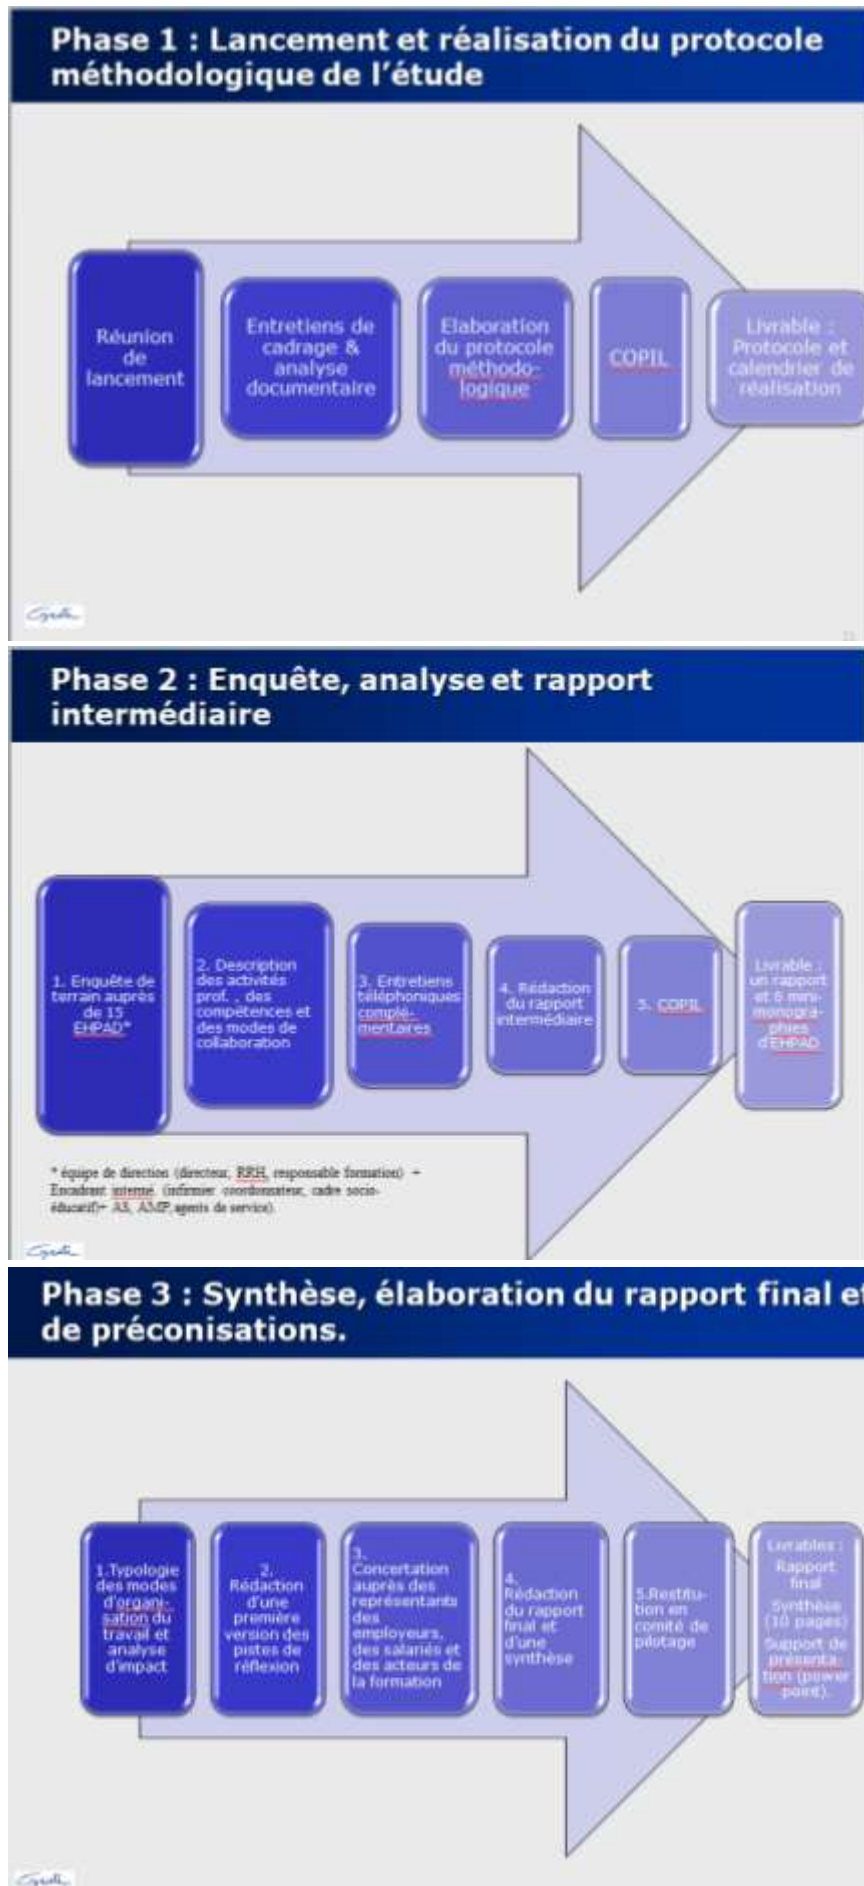 Phase 1 : Lancement et réalisation du protocole
méthodologique de l'étude
Réunion
de
lancement
Entretiens de
cadrage &
analyse
documentaire
Elaboration
du protocole
méthodo-
logique
COPIL
Livrable :
Protocole et
calendrier de
réalisation
Phase 2 : Enquête, analyse et rapport
intermédiaire
1. Enquête de
terrain auprès
de 15
EHPAD*
2. Description
des activités
prof. , des
compétences et
des modes de
collaboration
3. Entretiens
téléphoniques
complé-
mentaires
4. Rédaction
du rapport
intermédiaire
5. COPIL
Livrable :
un rapport
et 6 mini-
monogra-
phies
d'EHPAD
* équipe de direction (directeur, RRH, responsable formation) +
Encadrant intermé. (infirmier coordonnateur, cadre socio-
éducatif)+ AS, AMP, agents de service).
Phase 3 : Synthèse, élaboration du rapport final et
de préconisations.
1.Typologie
des modes
d'organi-
sation du
travail et
analyse
d'impact
2.
Rédaction
d'une
première
version des
pistes de
réflexion
3.
Concertation
auprès des
représentants
des
employeurs,
des salariés et
des acteurs de
la formation
4.
Rédaction
du rapport
final et
d'une
synthèse
5.Restitu-
tion en
comité de
pilotage
Livrables :
Rapport
final
Synthèse
(10 pages)
Support de
présenta-
tion (power
point).